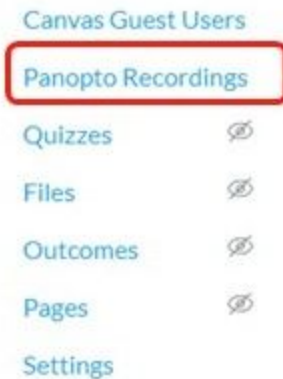 Canvas Guest Users
Panopto Recordings
Quizzes
Files
Outcomes
Pages
Settings